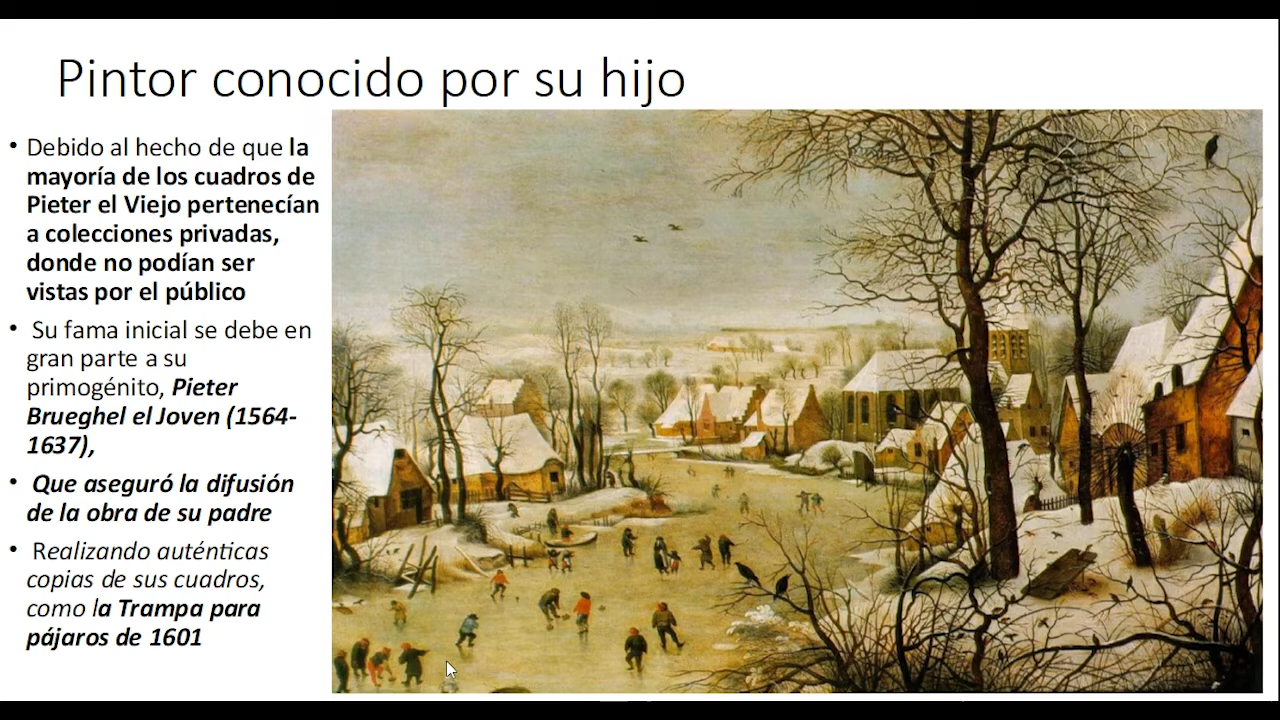 Pintor conocido por su hijo
• Debido al hecho de que la
mayoría de los cuadros de
Pieter el Viejo pertenecían
a colecciones privadas,
donde no podían ser
vistas por el público
• Su fama inicial se debe en
gran parte a su
primogénito, Pieter
Brueghel el Joven (1564-
1637),
• Que aseguró la difusión
de la obra de su padre
• Realizando auténticas
copias de sus cuadros,
como la Trampa para
pájaros de 1601